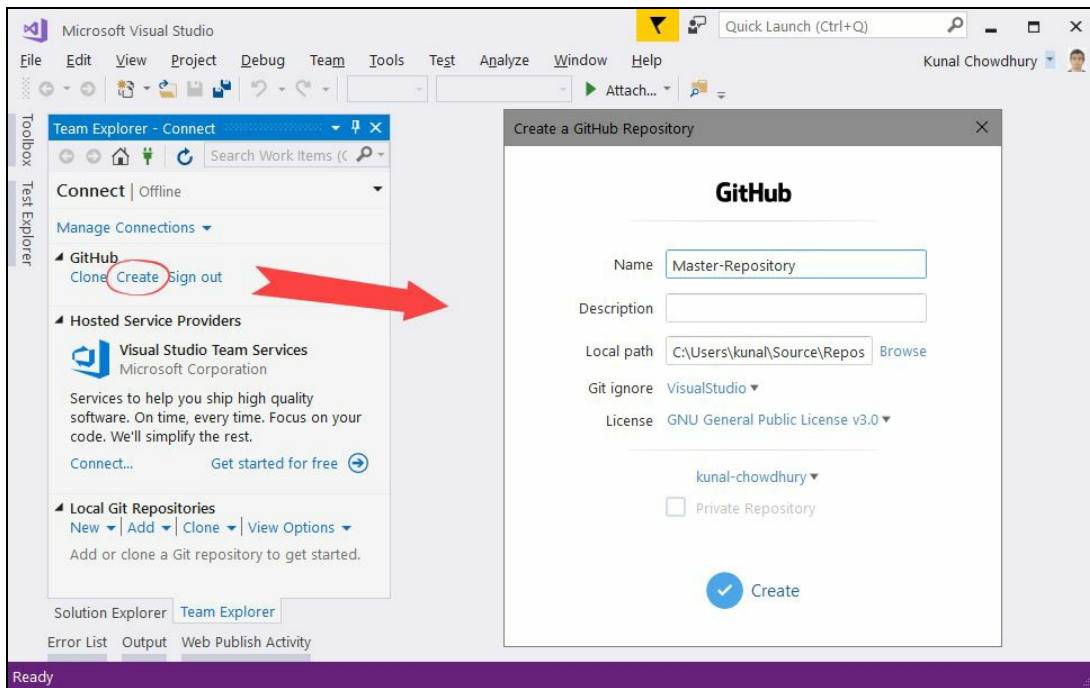 Microsoft Visual Studio
Quick Launch (Ctrl+Q)
File Edit View Project Debug Team Tools Test Analyze Window Help
Kunal Chowdhury
Attach...
Toolbox
Test Explorer
Team Explorer - Connect
Search Work Items (C
Connect | Offline
Manage Connections
GitHub
Clone Create Sign out
Hosted Service Providers
Visual Studio Team Services
Microsoft Corporation
Services to help you ship high quality
software. On time, every time. Focus on your
code. We'll simplify the rest.
Connect... Get started for free
Local Git Repositories
New | Add | Clone | View Options
Add or clone a Git repository to get started.
Solution Explorer Team Explorer
Error List Output Web Publish Activity
Create a GitHub Repository
GitHub
Name Master-Repository
Description
Local path C:\Users\kunal\Source\Repos Browse
Git ignore VisualStudio
License GNU General Public License v3.0
kunal-chowdhury
Private Repository
Create
Ready